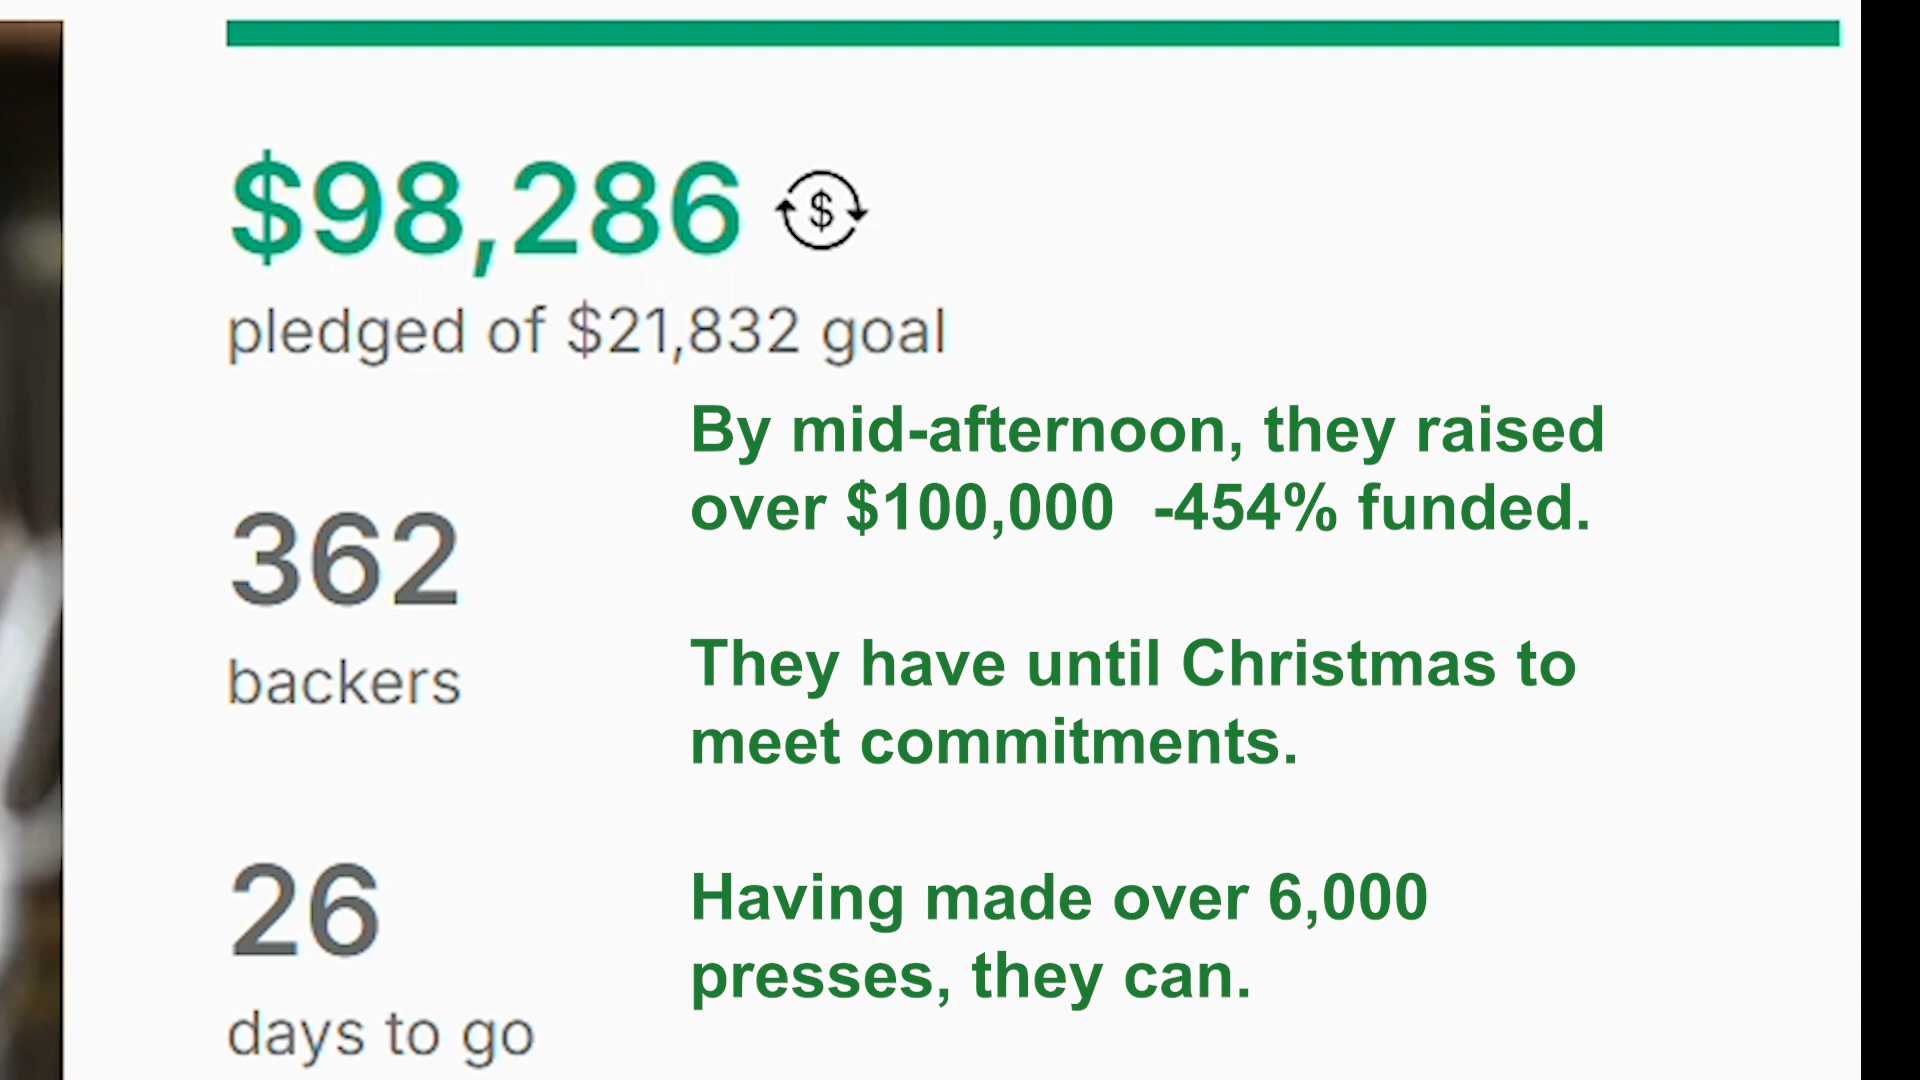 $98,286 $
pledged of $21,832 goal
By mid-afternoon, they raised
over $100,000  -454% funded.
362
backers
They have until Christmas to
meet commitments.
26
days to go
Having made over 6,000
presses, they can.